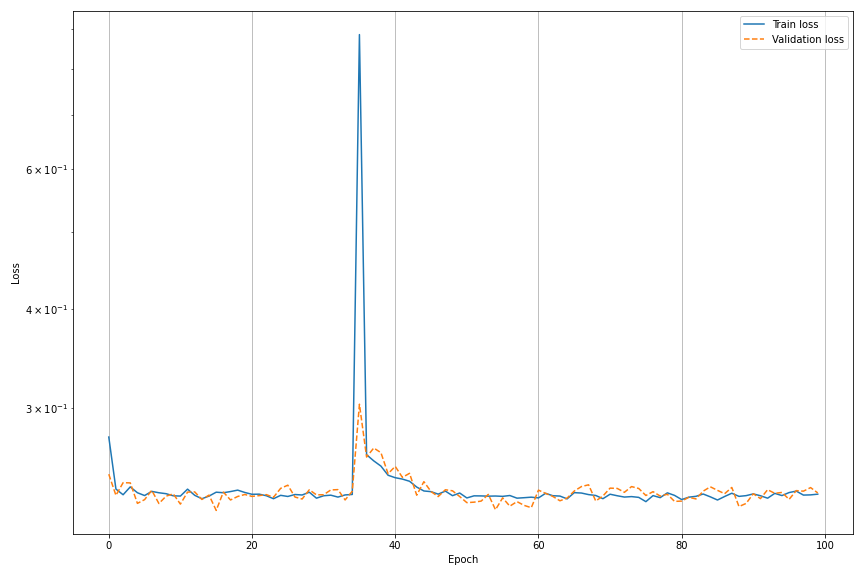 Train loss
Validation loss
6 × 10⁻¹
4 × 10⁻¹
3 × 10⁻¹
Loss
0 20 40 60 80 100
Epoch